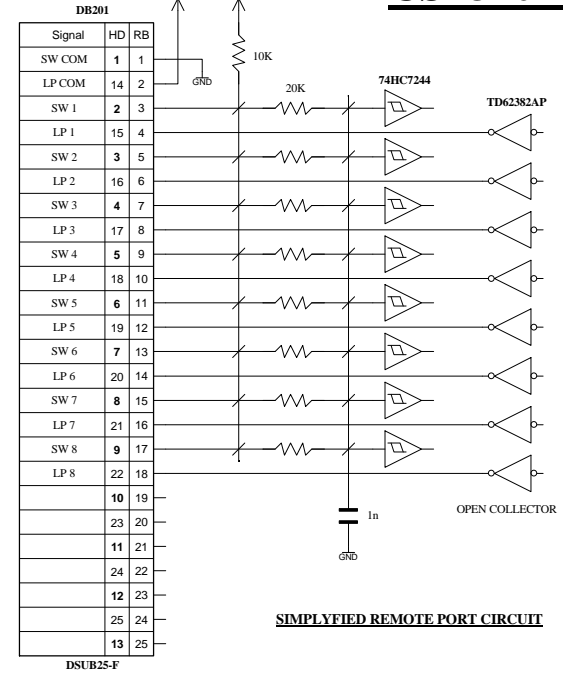 DB201
Signal HD RB
SW COM 1 1
LP COM 14 2
SW 1 2 3
LP 1 15 4
SW 2 3 5
LP 2 16 6
SW 3 4 7
LP 3 17 8
SW 4 5 9
LP 4 18 10
SW 5 6 11
LP 5 19 12
SW 6 7 13
LP 6 20 14
SW 7 8 15
LP 7 21 16
SW 8 9 17
LP 8 22 18
10 19
23 20
11 21
24 22
12 23
25 24
13 25
DSUB25-F
GND
10K
20K
74HC7244
TD62382AP
1n
GND
OPEN COLLECTOR
SIMPLYFIED REMOTE PORT CIRCUIT